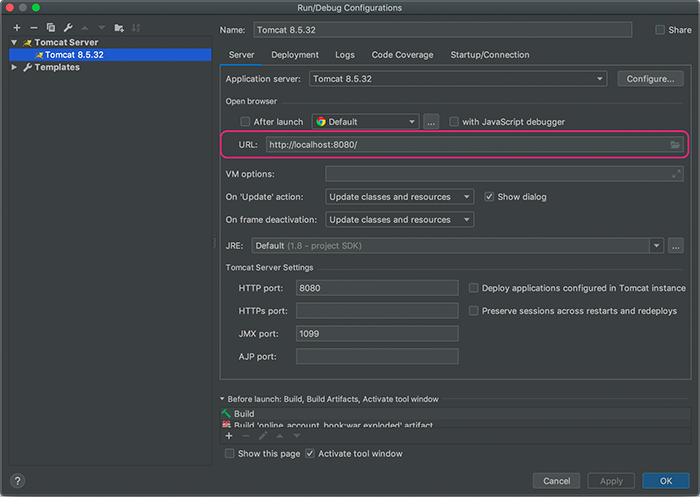 Run/Debug Configurations
Tomcat Server
Tomcat 8.5.32
Templates
Name: Tomcat 8.5.32 Share
Server Deployment Logs Code Coverage Startup/Connection
Application server: Tomcat 8.5.32 Configure...
Open browser
After launch Default ... with JavaScript debugger
URL: http://localhost:8080/
VM options:
On 'Update' action: Update classes and resources Show dialog
On frame deactivation: Update classes and resources
JRE: Default (1.8 - project SDK) ...
Tomcat Server Settings
HTTP port: 8080 Deploy applications configured in Tomcat instance
HTTPs port: Preserve sessions across restarts and redeploys
JMX port: 1099
AJP port:
Before launch: Build, Build Artifacts, Activate tool window
Build
Build 'online_account_book:war exploded' artifact
Show this page Activate tool window
? Cancel Apply OK